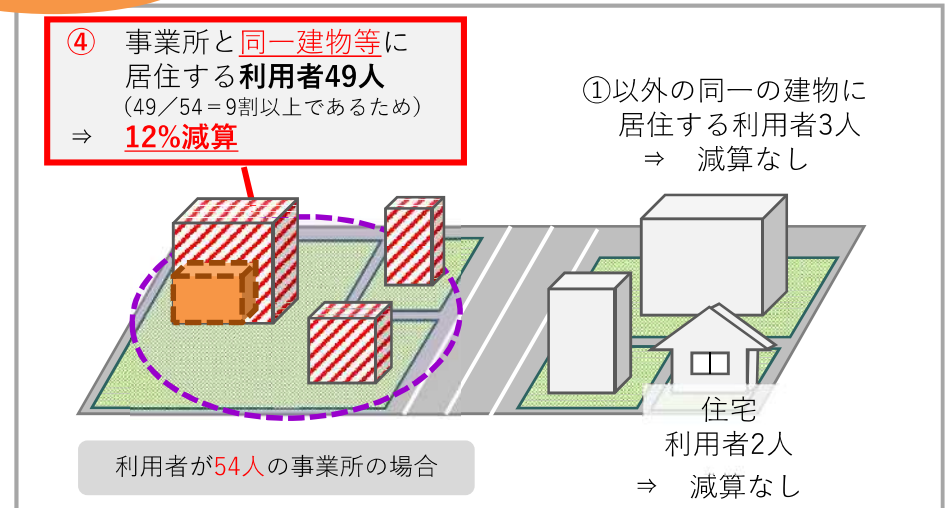 ④ 事業所と同一建物等に
居住する利用者49人
（49／54＝9割以上であるため）
⇒ 12%減算
①以外の同一の建物に
居住する利用者3人
⇒ 減算なし
住宅
利用者2人
⇒ 減算なし
利用者が54人の事業所の場合